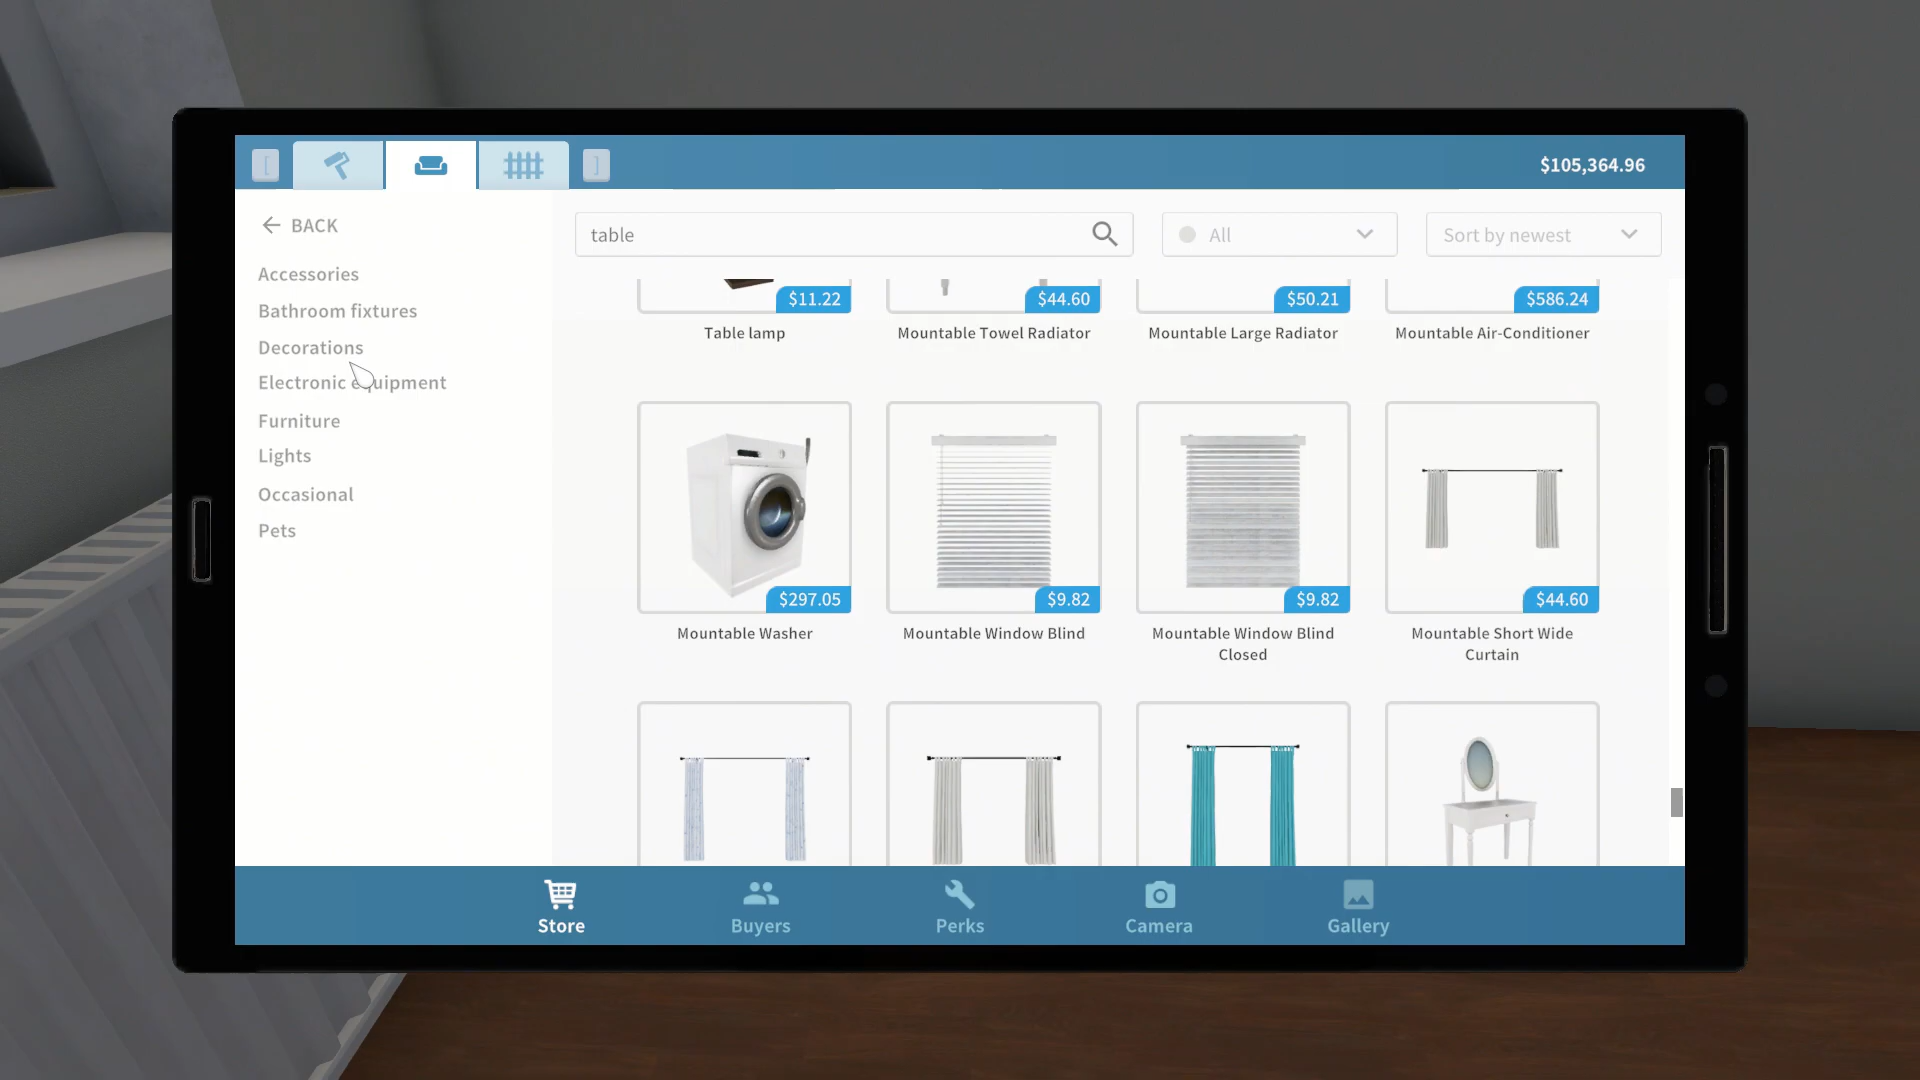 [
]
$105,364.96
BACK
Accessories
Bathroom fixtures
Decorations
Electronic equipment
Furniture
Lights
Occasional
Pets
table
All
Sort by newest
$11.22
$44.60
$50.21
$586.24
Table lamp
Mountable Towel Radiator
Mountable Large Radiator
Mountable Air-Conditioner
$297.05
$9.82
$9.82
$44.60
Mountable Washer
Mountable Window Blind
Mountable Window Blind
Closed
Mountable Short Wide
Curtain
Store
Buyers
Perks
Camera
Gallery